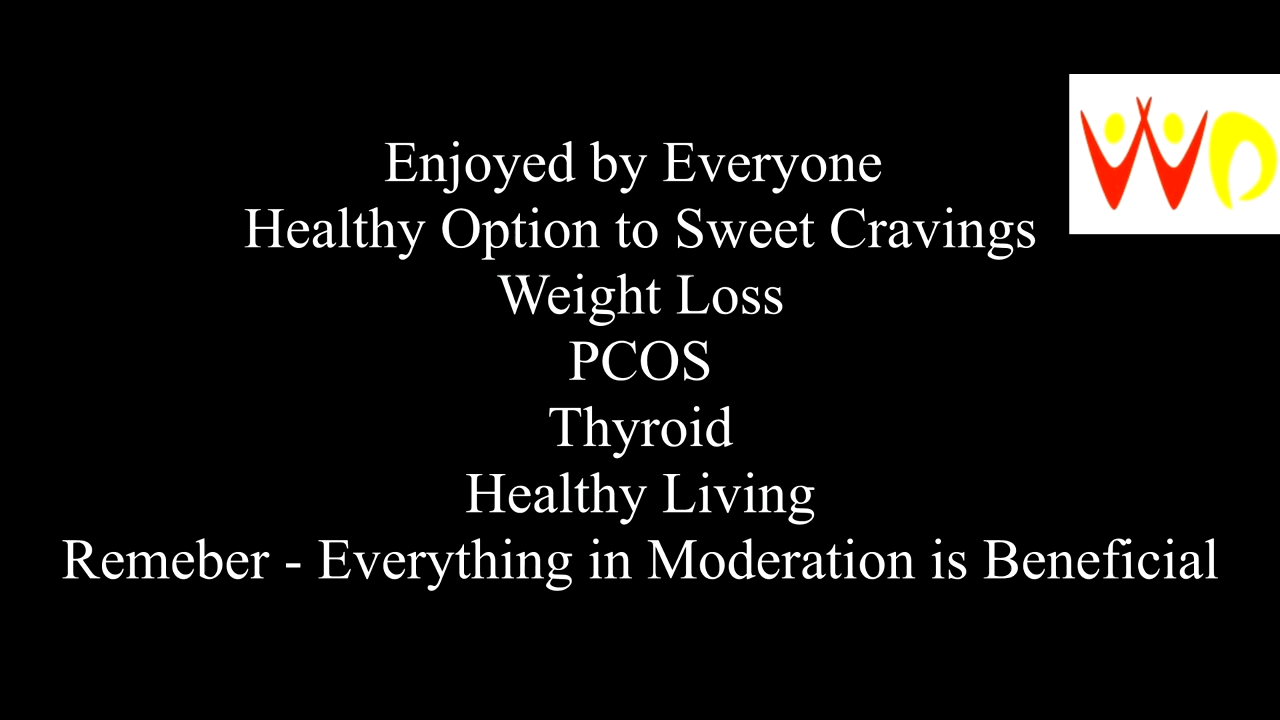 Enjoyed by Everyone
Healthy Option to Sweet Cravings
Weight Loss
PCOS
Thyroid
Healthy Living
Remeber - Everything in Moderation is Beneficial